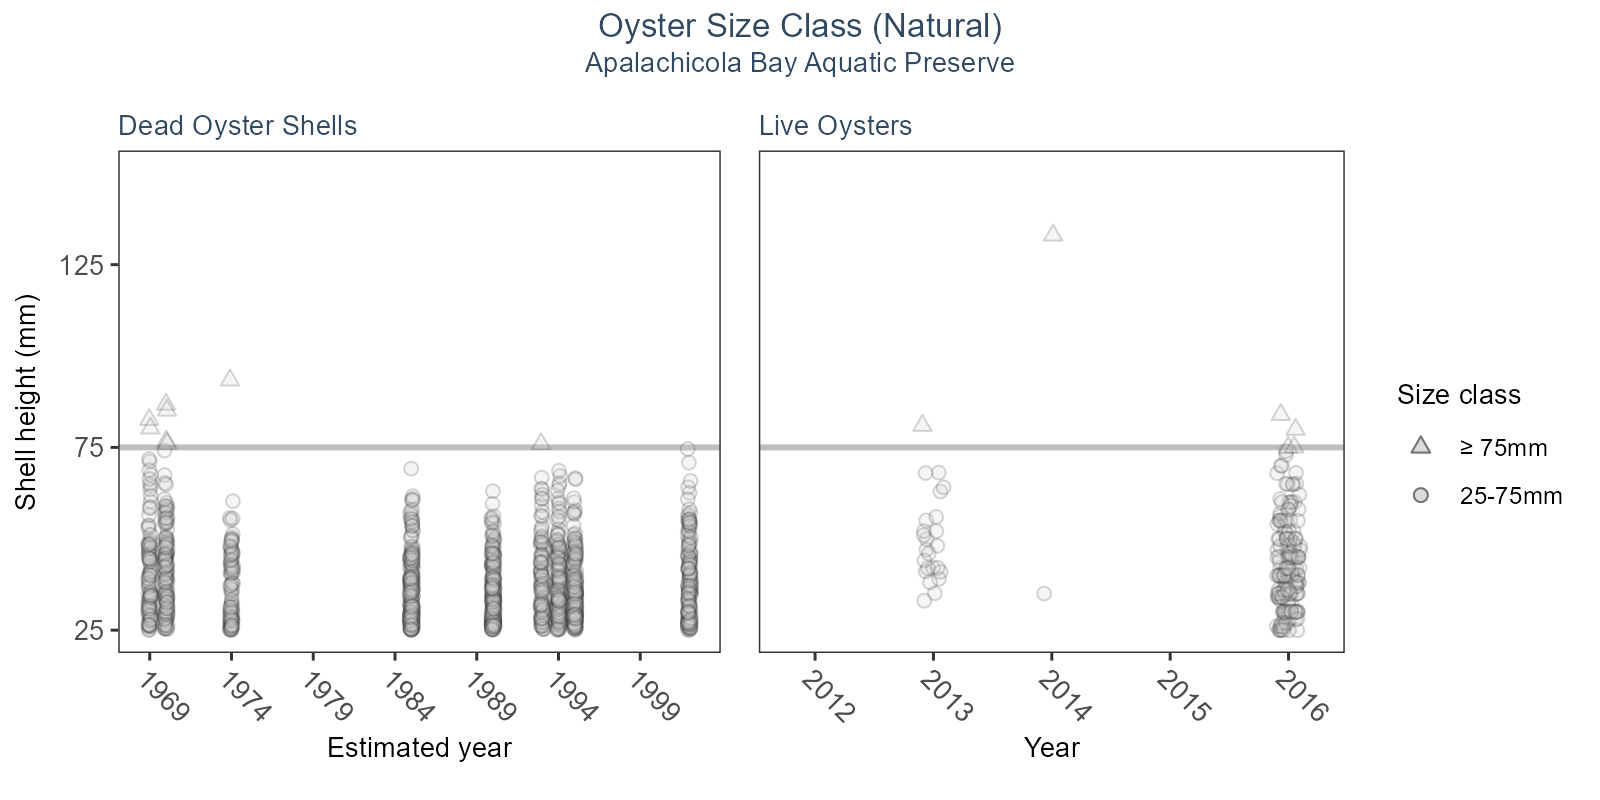 Oyster Size Class (Natural)
Apalachicola Bay Aquatic Preserve
Dead Oyster Shells
Live Oysters
Shell height (mm)
125
75
25
1969
1974
1979
1984
1989
1994
1999
Estimated year
2012
2013
2014
2015
2016
Year
Size class
≥ 75mm
25-75mm